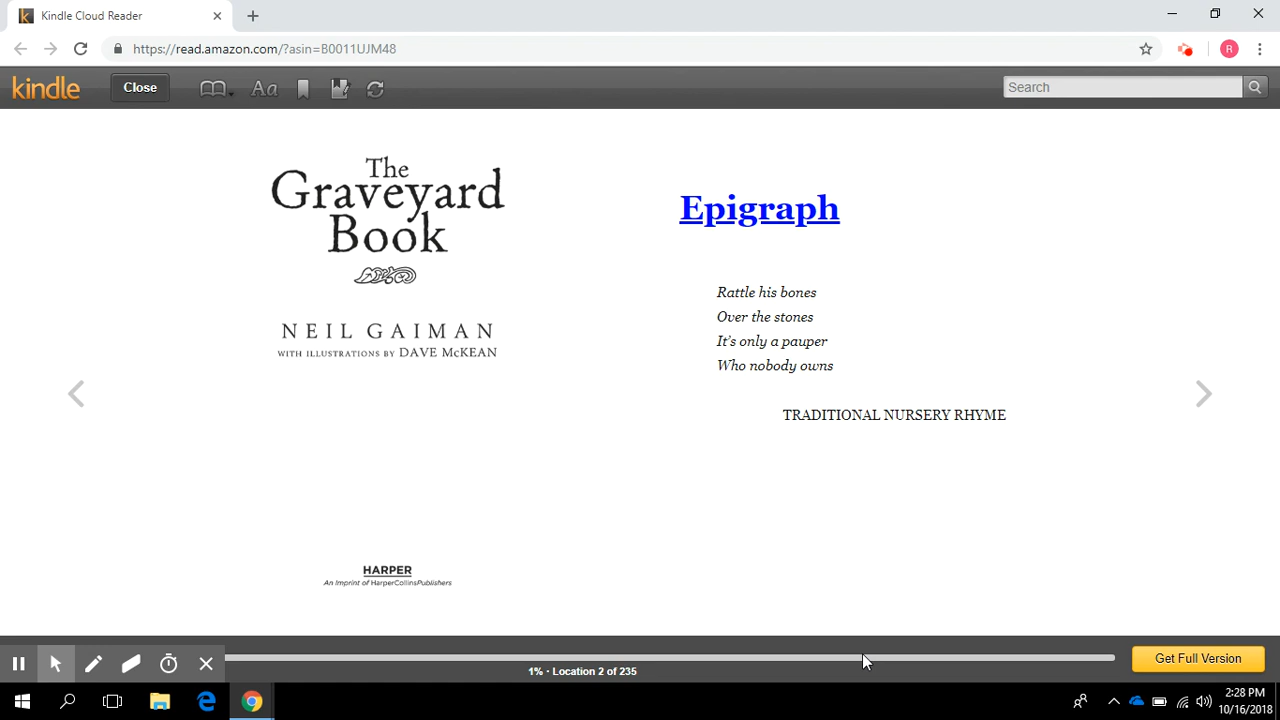 Kindle Cloud Reader
https://read.amazon.com/?asin=B0011UJM48
R
kindle
Close
Aa
Search
The
Graveyard
Book
NEIL GAIMAN
WITH ILLUSTRATIONS BY DAVE McKEAN
HARPER
An Imprint of HarperCollinsPublishers
Epigraph
Rattle his bones
Over the stones
It's only a pauper
Who nobody owns
TRADITIONAL NURSERY RHYME
1% · Location 2 of 235
Get Full Version
2:28 PM
10/16/2018